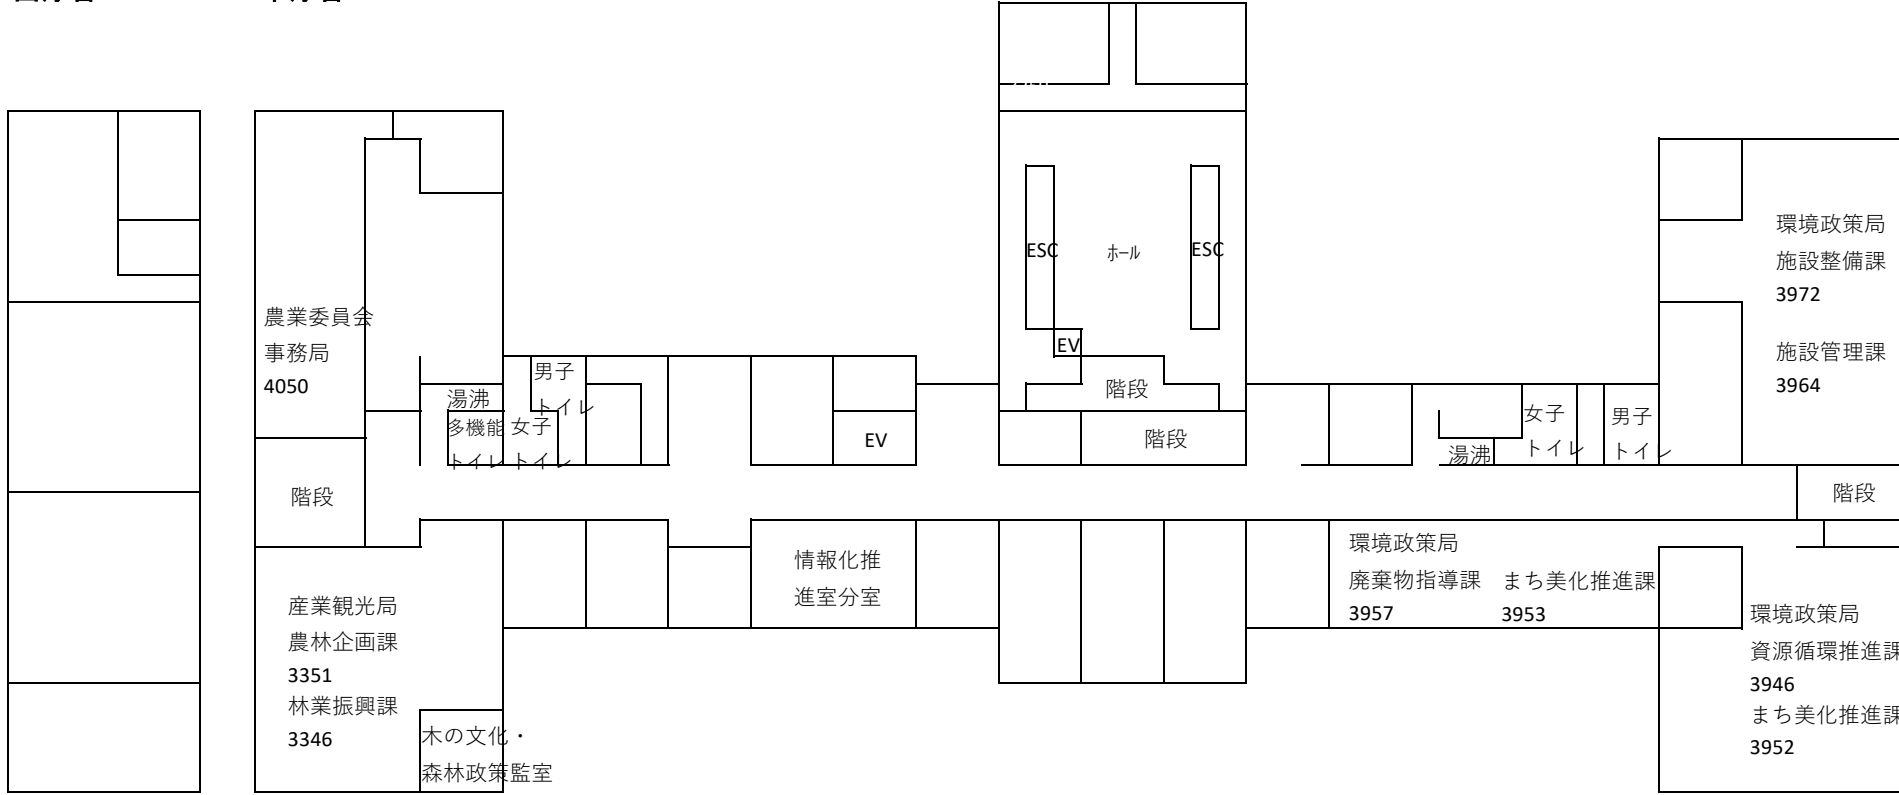 ESC
ﾎｰﾙ
ESC
EV
階段
階段
農業委員会
事務局
4050
湯沸
男子
トイレ
多機能
トイレ
女子
トイレ
EV
階段
女子
トイレ
男子
トイレ
湯沸
環境政策局
施設整備課
3972
施設管理課
3964
階段
産業観光局
農林企画課
3351
林業振興課
3346
木の文化・
森林政策監室
情報化推
進室分室
環境政策局
廃棄物指導課 まち美化推進課
3957 3953
環境政策局
資源循環推進課
3946
まち美化推進課
3952